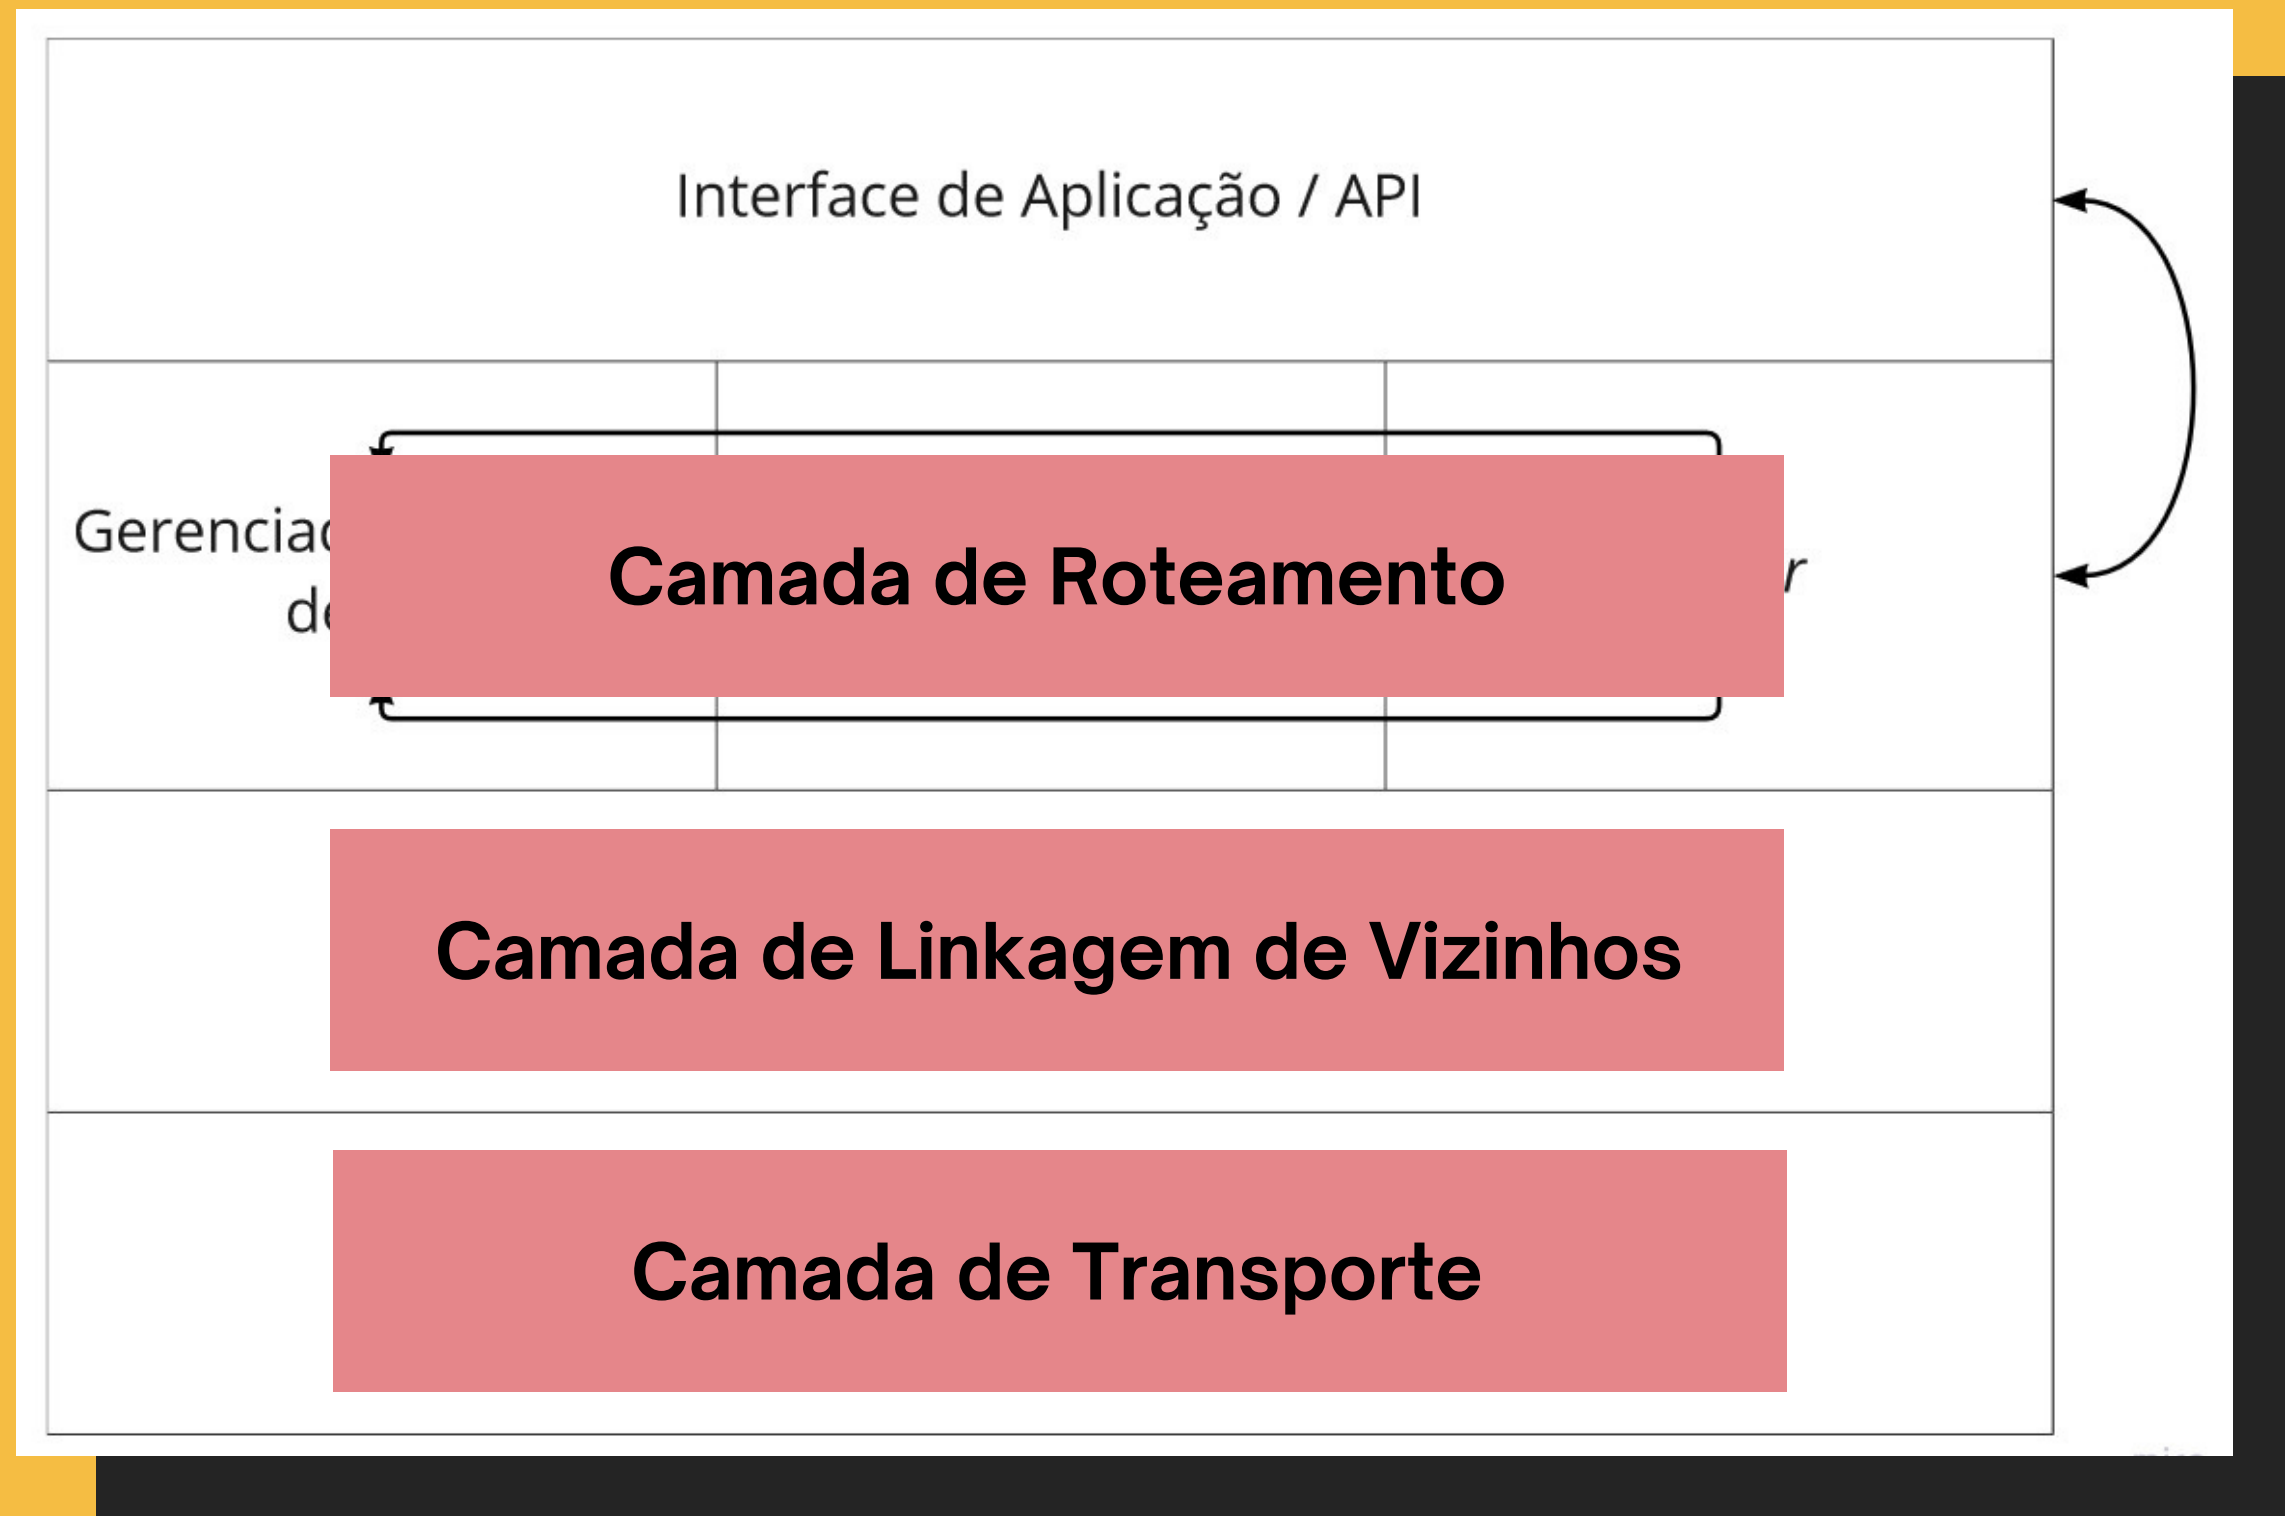 Interface de Aplicação / API
Camada de Roteamento
Camada de Linkagem de Vizinhos
Camada de Transporte